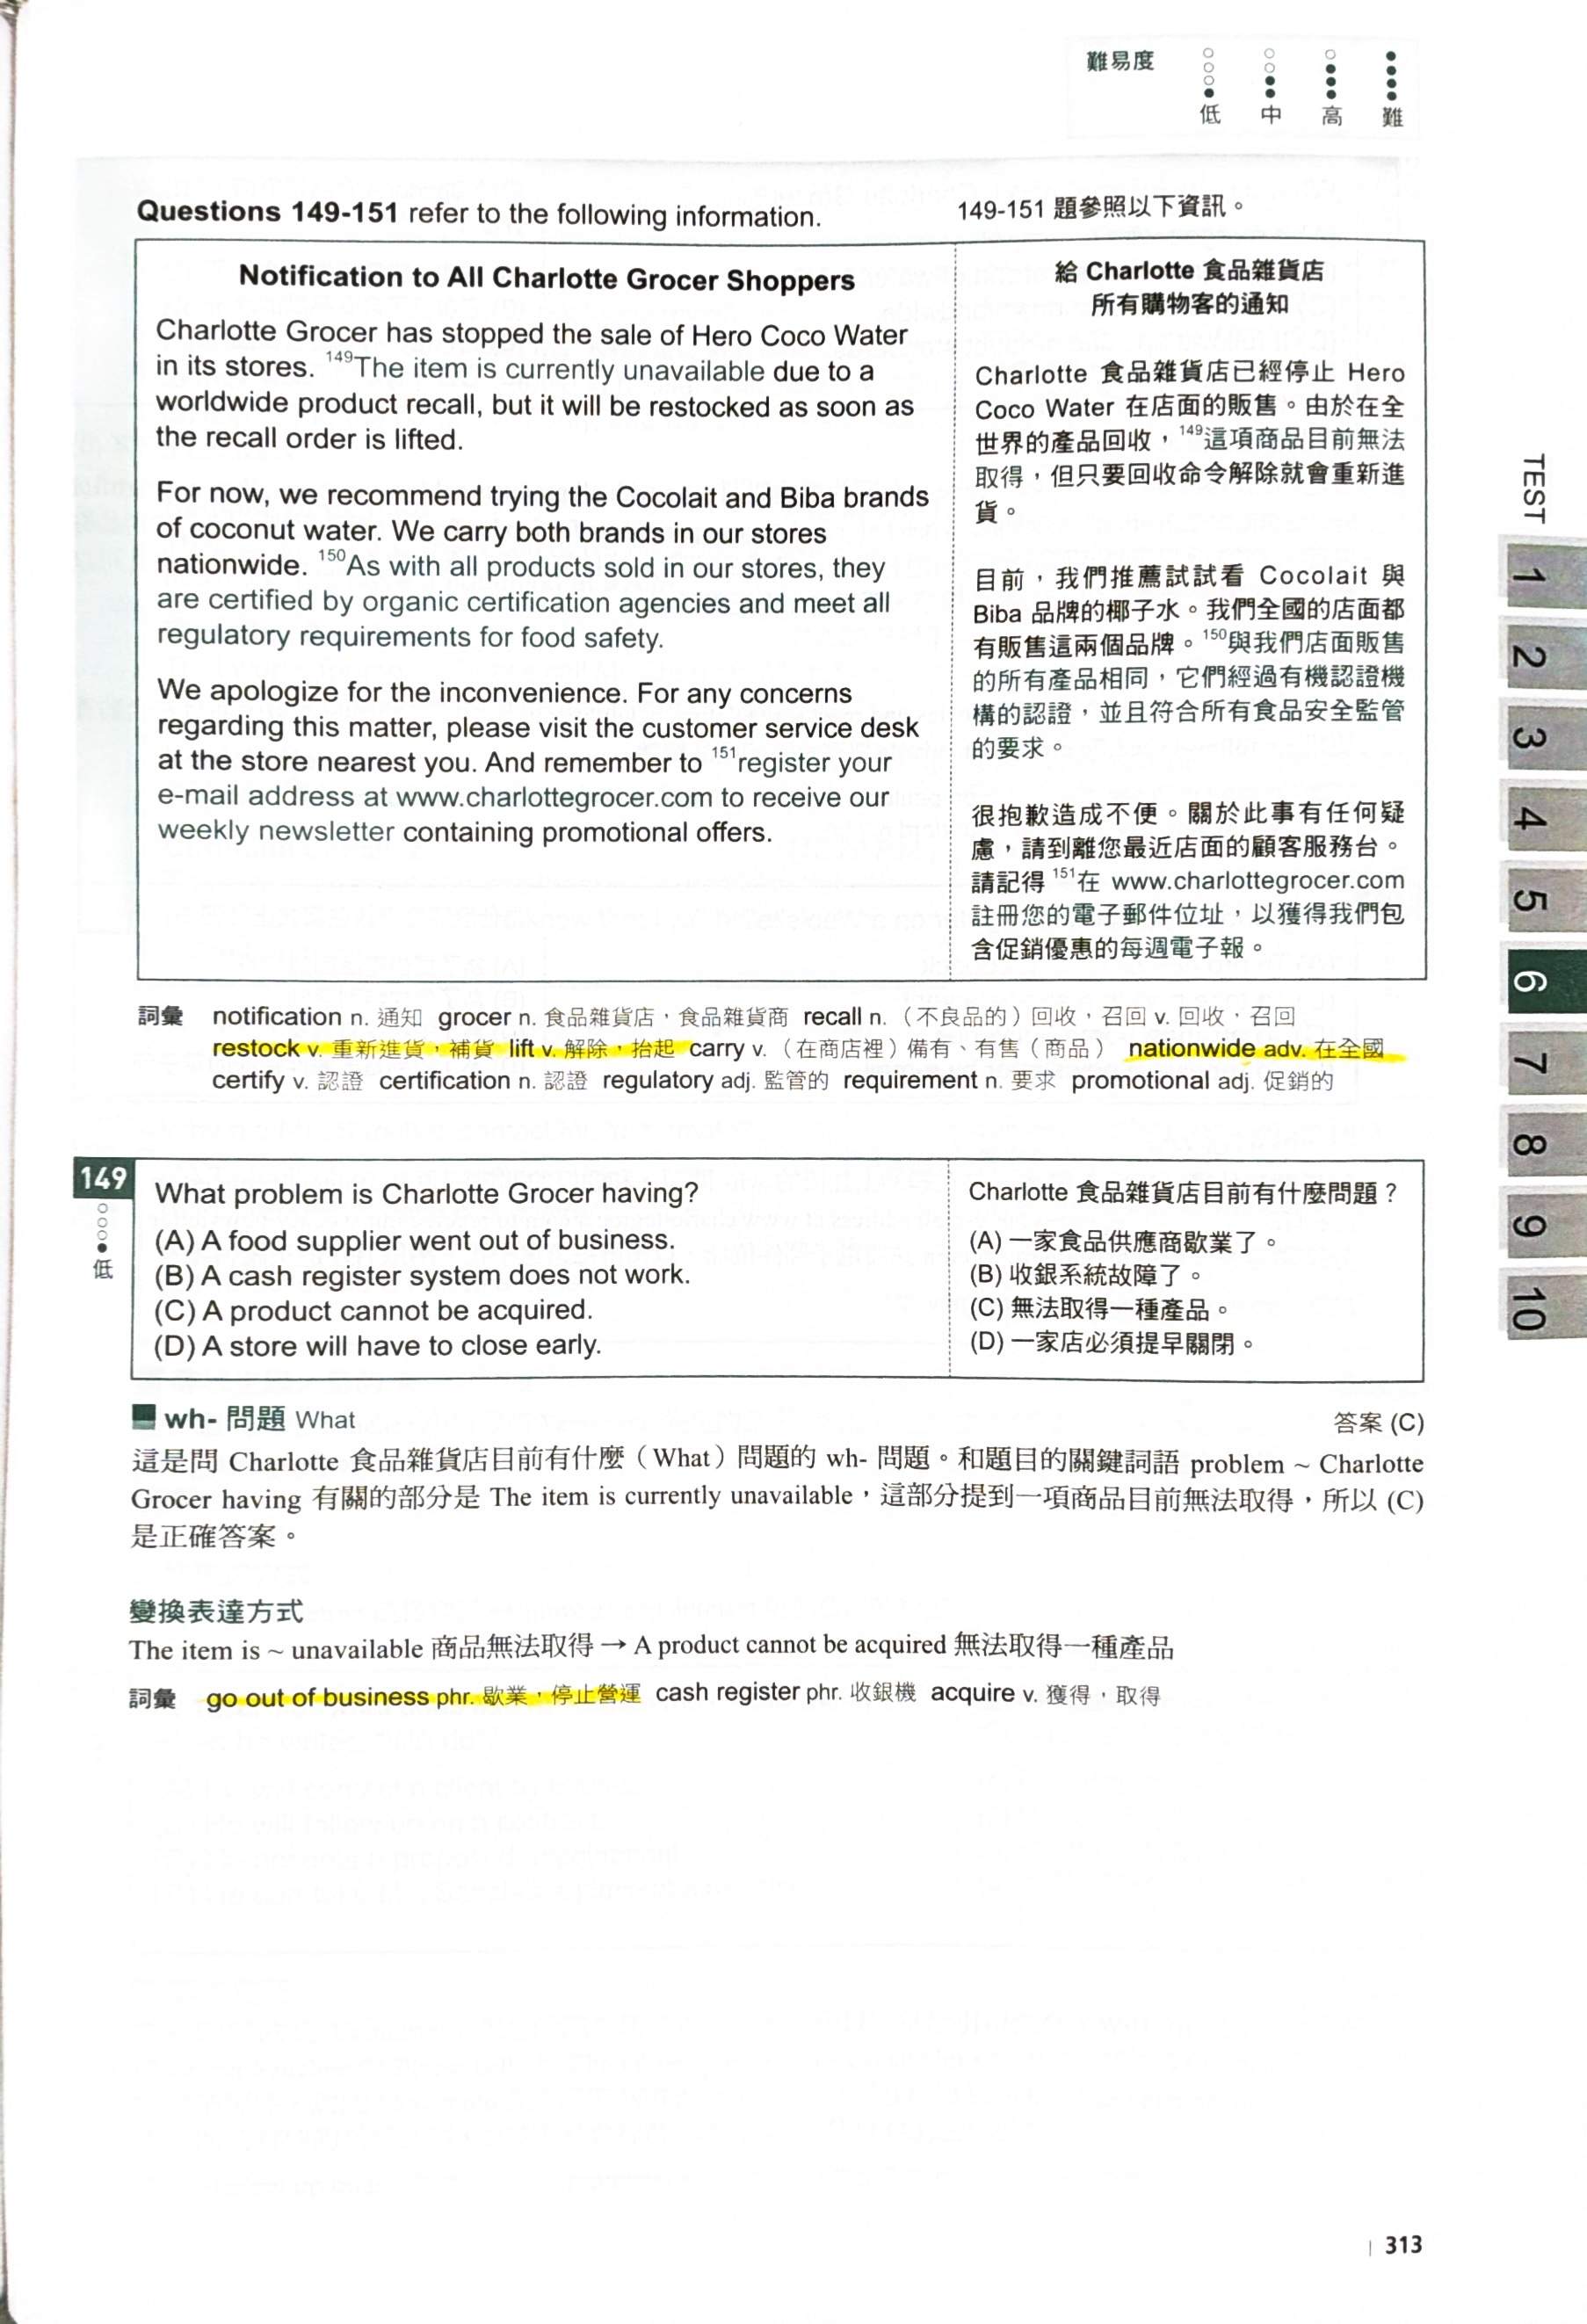 難易度
低 中 高 難
Questions 149-151 refer to the following information.
149-151 題參照以下資訊。
Notification to All Charlotte Grocer Shoppers
Charlotte Grocer has stopped the sale of Hero Coco Water
in its stores. 149The item is currently unavailable due to a
worldwide product recall, but it will be restocked as soon as
the recall order is lifted.
For now, we recommend trying the Cocolait and Biba brands
of coconut water. We carry both brands in our stores
nationwide. 150As with all products sold in our stores, they
are certified by organic certification agencies and meet all
regulatory requirements for food safety.
We apologize for the inconvenience. For any concerns
regarding this matter, please visit the customer service desk
at the store nearest you. And remember to 151register your
e-mail address at www.charlottegrocer.com to receive our
weekly newsletter containing promotional offers.
給 Charlotte 食品雜貨店
所有購物客的通知
Charlotte 食品雜貨店已經停止 Hero
Coco Water 在店面的販售。由於在全
世界的產品回收，149這項商品目前無法
取得，但只要回收命令解除就會重新進
貨。
目前，我們推薦試試看 Cocolait 與
Biba 品牌的椰子水。我們全國的店面都
有販售這兩個品牌。150與我們店面販售
的所有產品相同，它們經過有機認證機
構的認證，並且符合所有食品安全監管
的要求。
很抱歉造成不便。關於此事有任何疑
慮，請到離您最近店面的顧客服務台。
請記得 151在 www.charlottegrocer.com
註冊您的電子郵件位址，以獲得我們包
含促銷優惠的每週電子報。
詞彙 notification n. 通知 grocer n. 食品雜貨店，食品雜貨商 recall n.（不良品的）回收，召回 v. 回收，召回
restock v. 重新進貨，補貨 lift v. 解除，抬起 carry v.（在商店裡）備有、有售（商品） nationwide adv. 在全國
certify v. 認證 certification n. 認證 regulatory adj. 監管的 requirement n. 要求 promotional adj. 促銷的
149
低
What problem is Charlotte Grocer having?
(A) A food supplier went out of business.
(B) A cash register system does not work.
(C) A product cannot be acquired.
(D) A store will have to close early.
Charlotte 食品雜貨店目前有什麼問題？
(A) 一家食品供應商歇業了。
(B) 收銀系統故障了。
(C) 無法取得一種產品。
(D) 一家店必須提早關閉。
wh- 問題 What
答案 (C)
這是問 Charlotte 食品雜貨店目前有什麼（What）問題的 wh- 問題。和題目的關鍵詞語 problem ~ Charlotte
Grocer having 有關的部分是 The item is currently unavailable，這部分提到一項商品目前無法取得，所以 (C)
是正確答案。
變換表達方式
The item is ~ unavailable 商品無法取得 → A product cannot be acquired 無法取得一種產品
詞彙 go out of business phr. 歇業，停止營運 cash register phr. 收銀機 acquire v. 獲得，取得
TEST
1
2
3
4
5
6
7
8
9
10
313